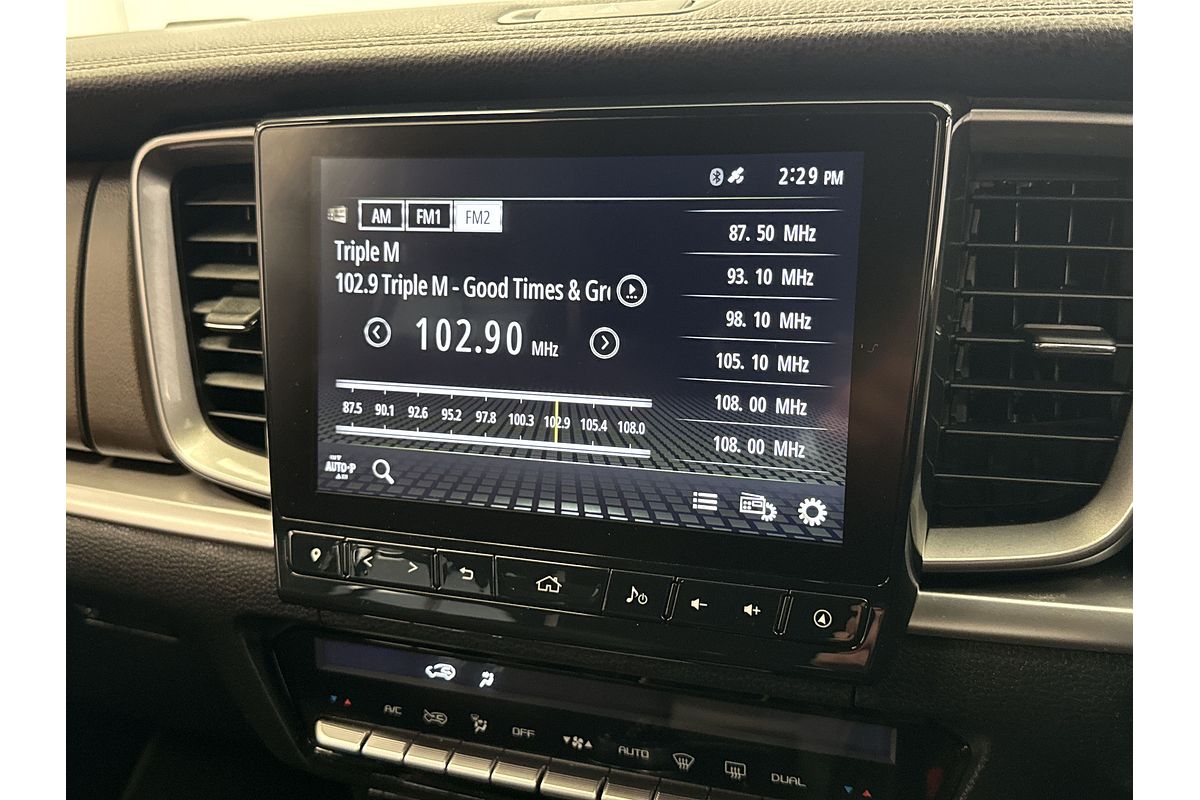 2:29 PM
AM FM1 FM2
Triple M
102.9 Triple M - Good Times & Gr
102.90 MHz
87.5 90.1 92.6 95.2 97.8 100.3 102.9 105.4 108.0
87.50 MHz
93.10 MHz
98.10 MHz
105.10 MHz
108.00 MHz
108.00 MHz
AUTO-P
A/C OFF AUTO DUAL